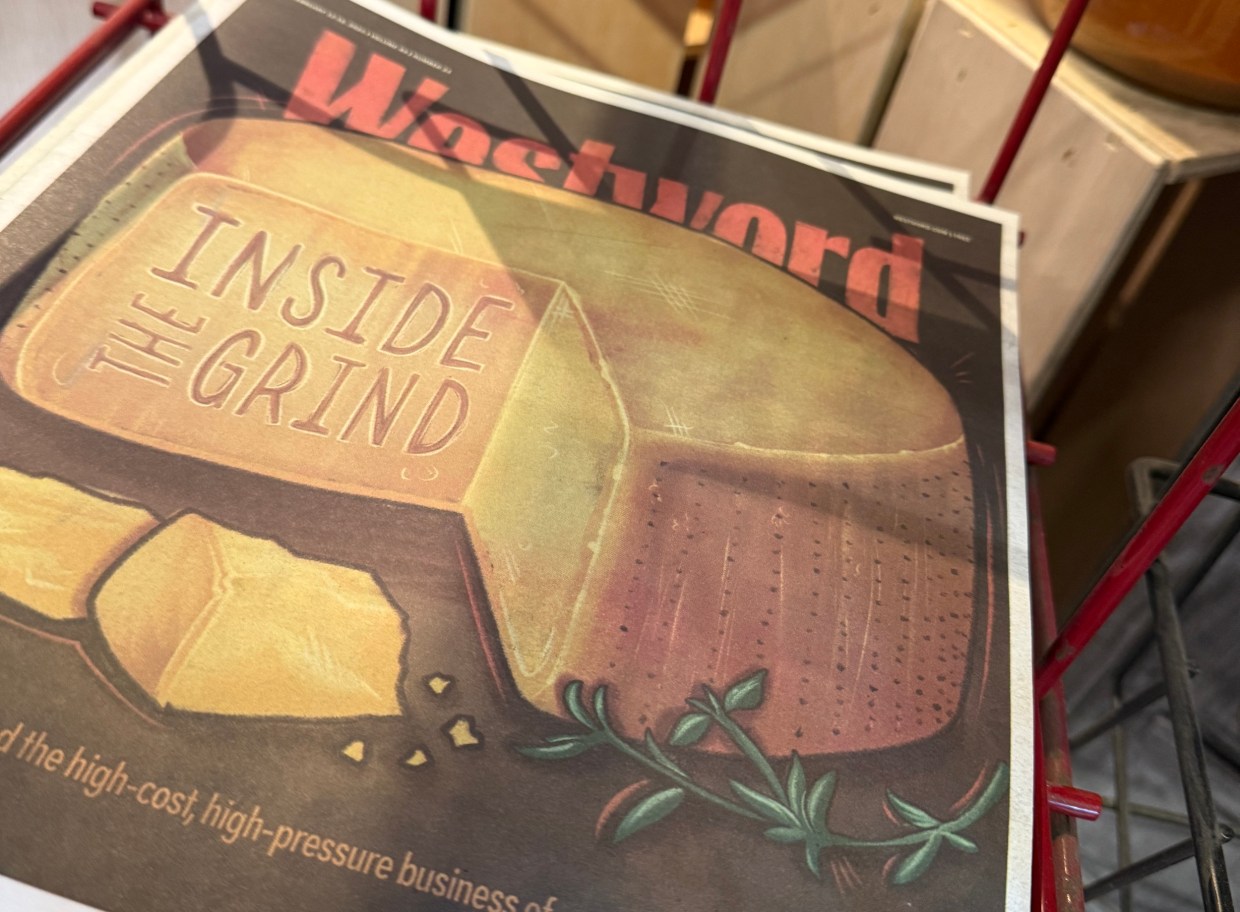 Westword
INSIDE
THE
GRIND
the high-cost, high-pressure business of